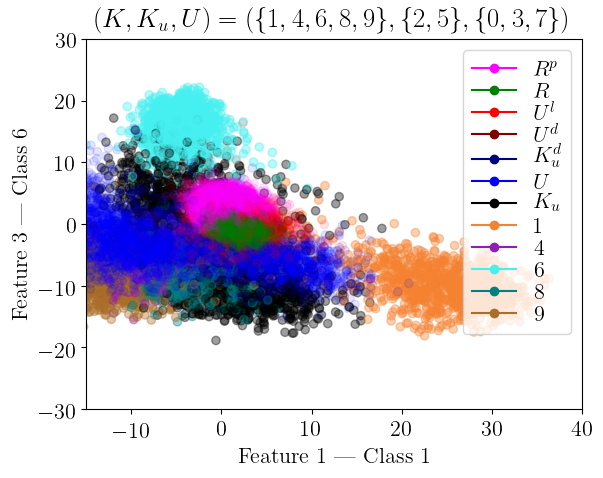 (K, K_u, U) = ({1, 4, 6, 8, 9}, {2, 5}, {0, 3, 7})
30
20
10
0
−10
−20
−30
Feature 3 — Class 6
R^p
R
U^l
U^d
K_u^d
U
K_u
1
4
6
8
9
−10 0 10 20 30 40
Feature 1 — Class 1